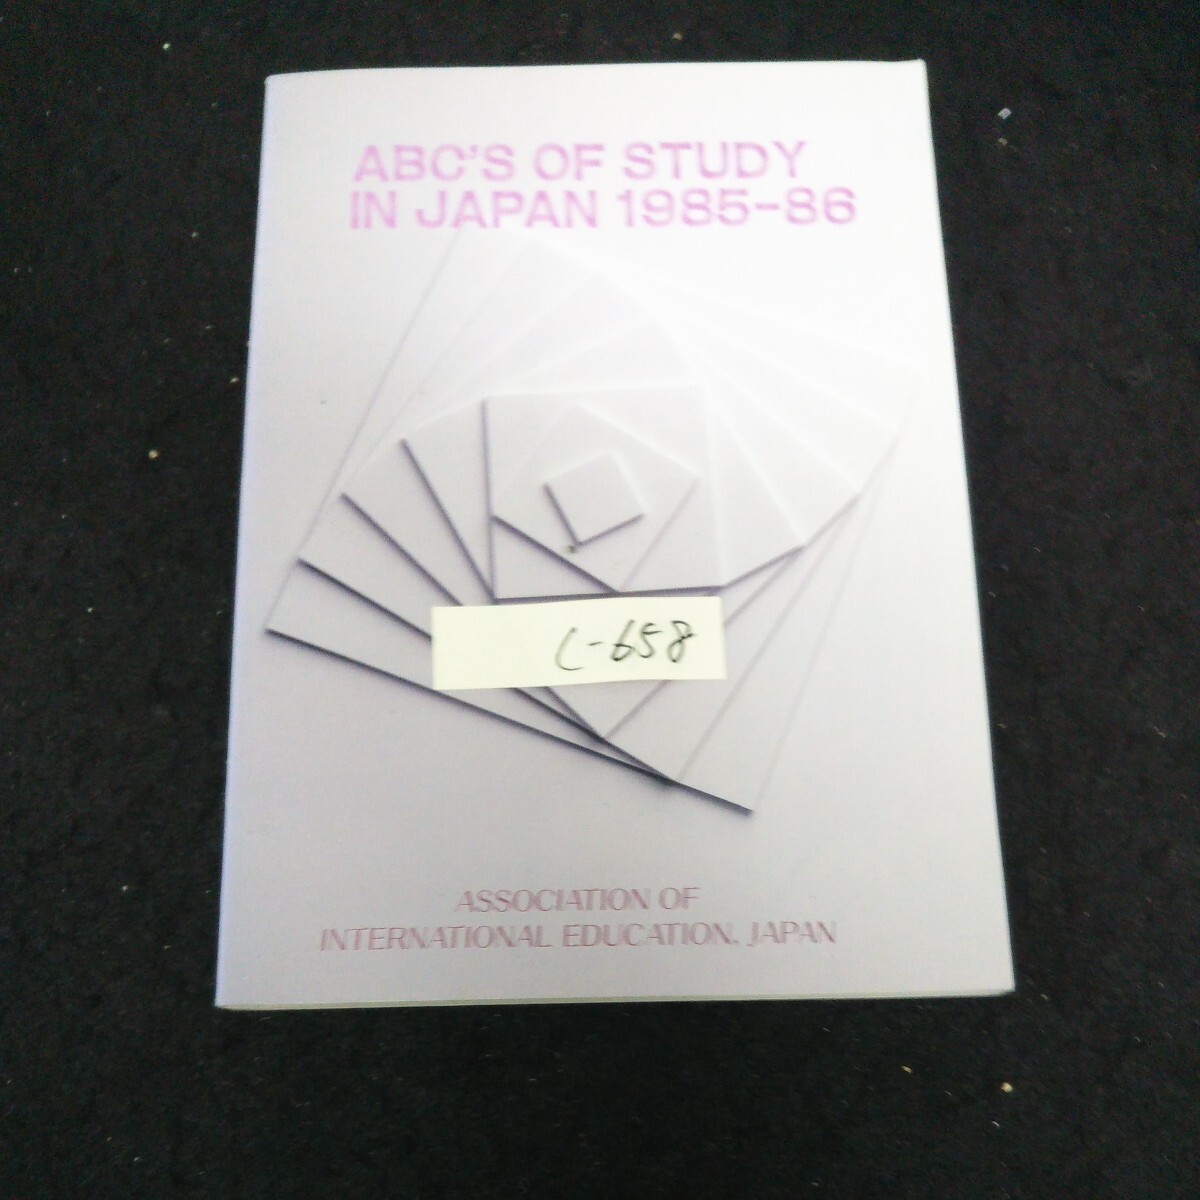 ABC'S OF STUDY
IN JAPAN 1985-86
C-658
ASSOCIATION OF
INTERNATIONAL EDUCATION, JAPAN